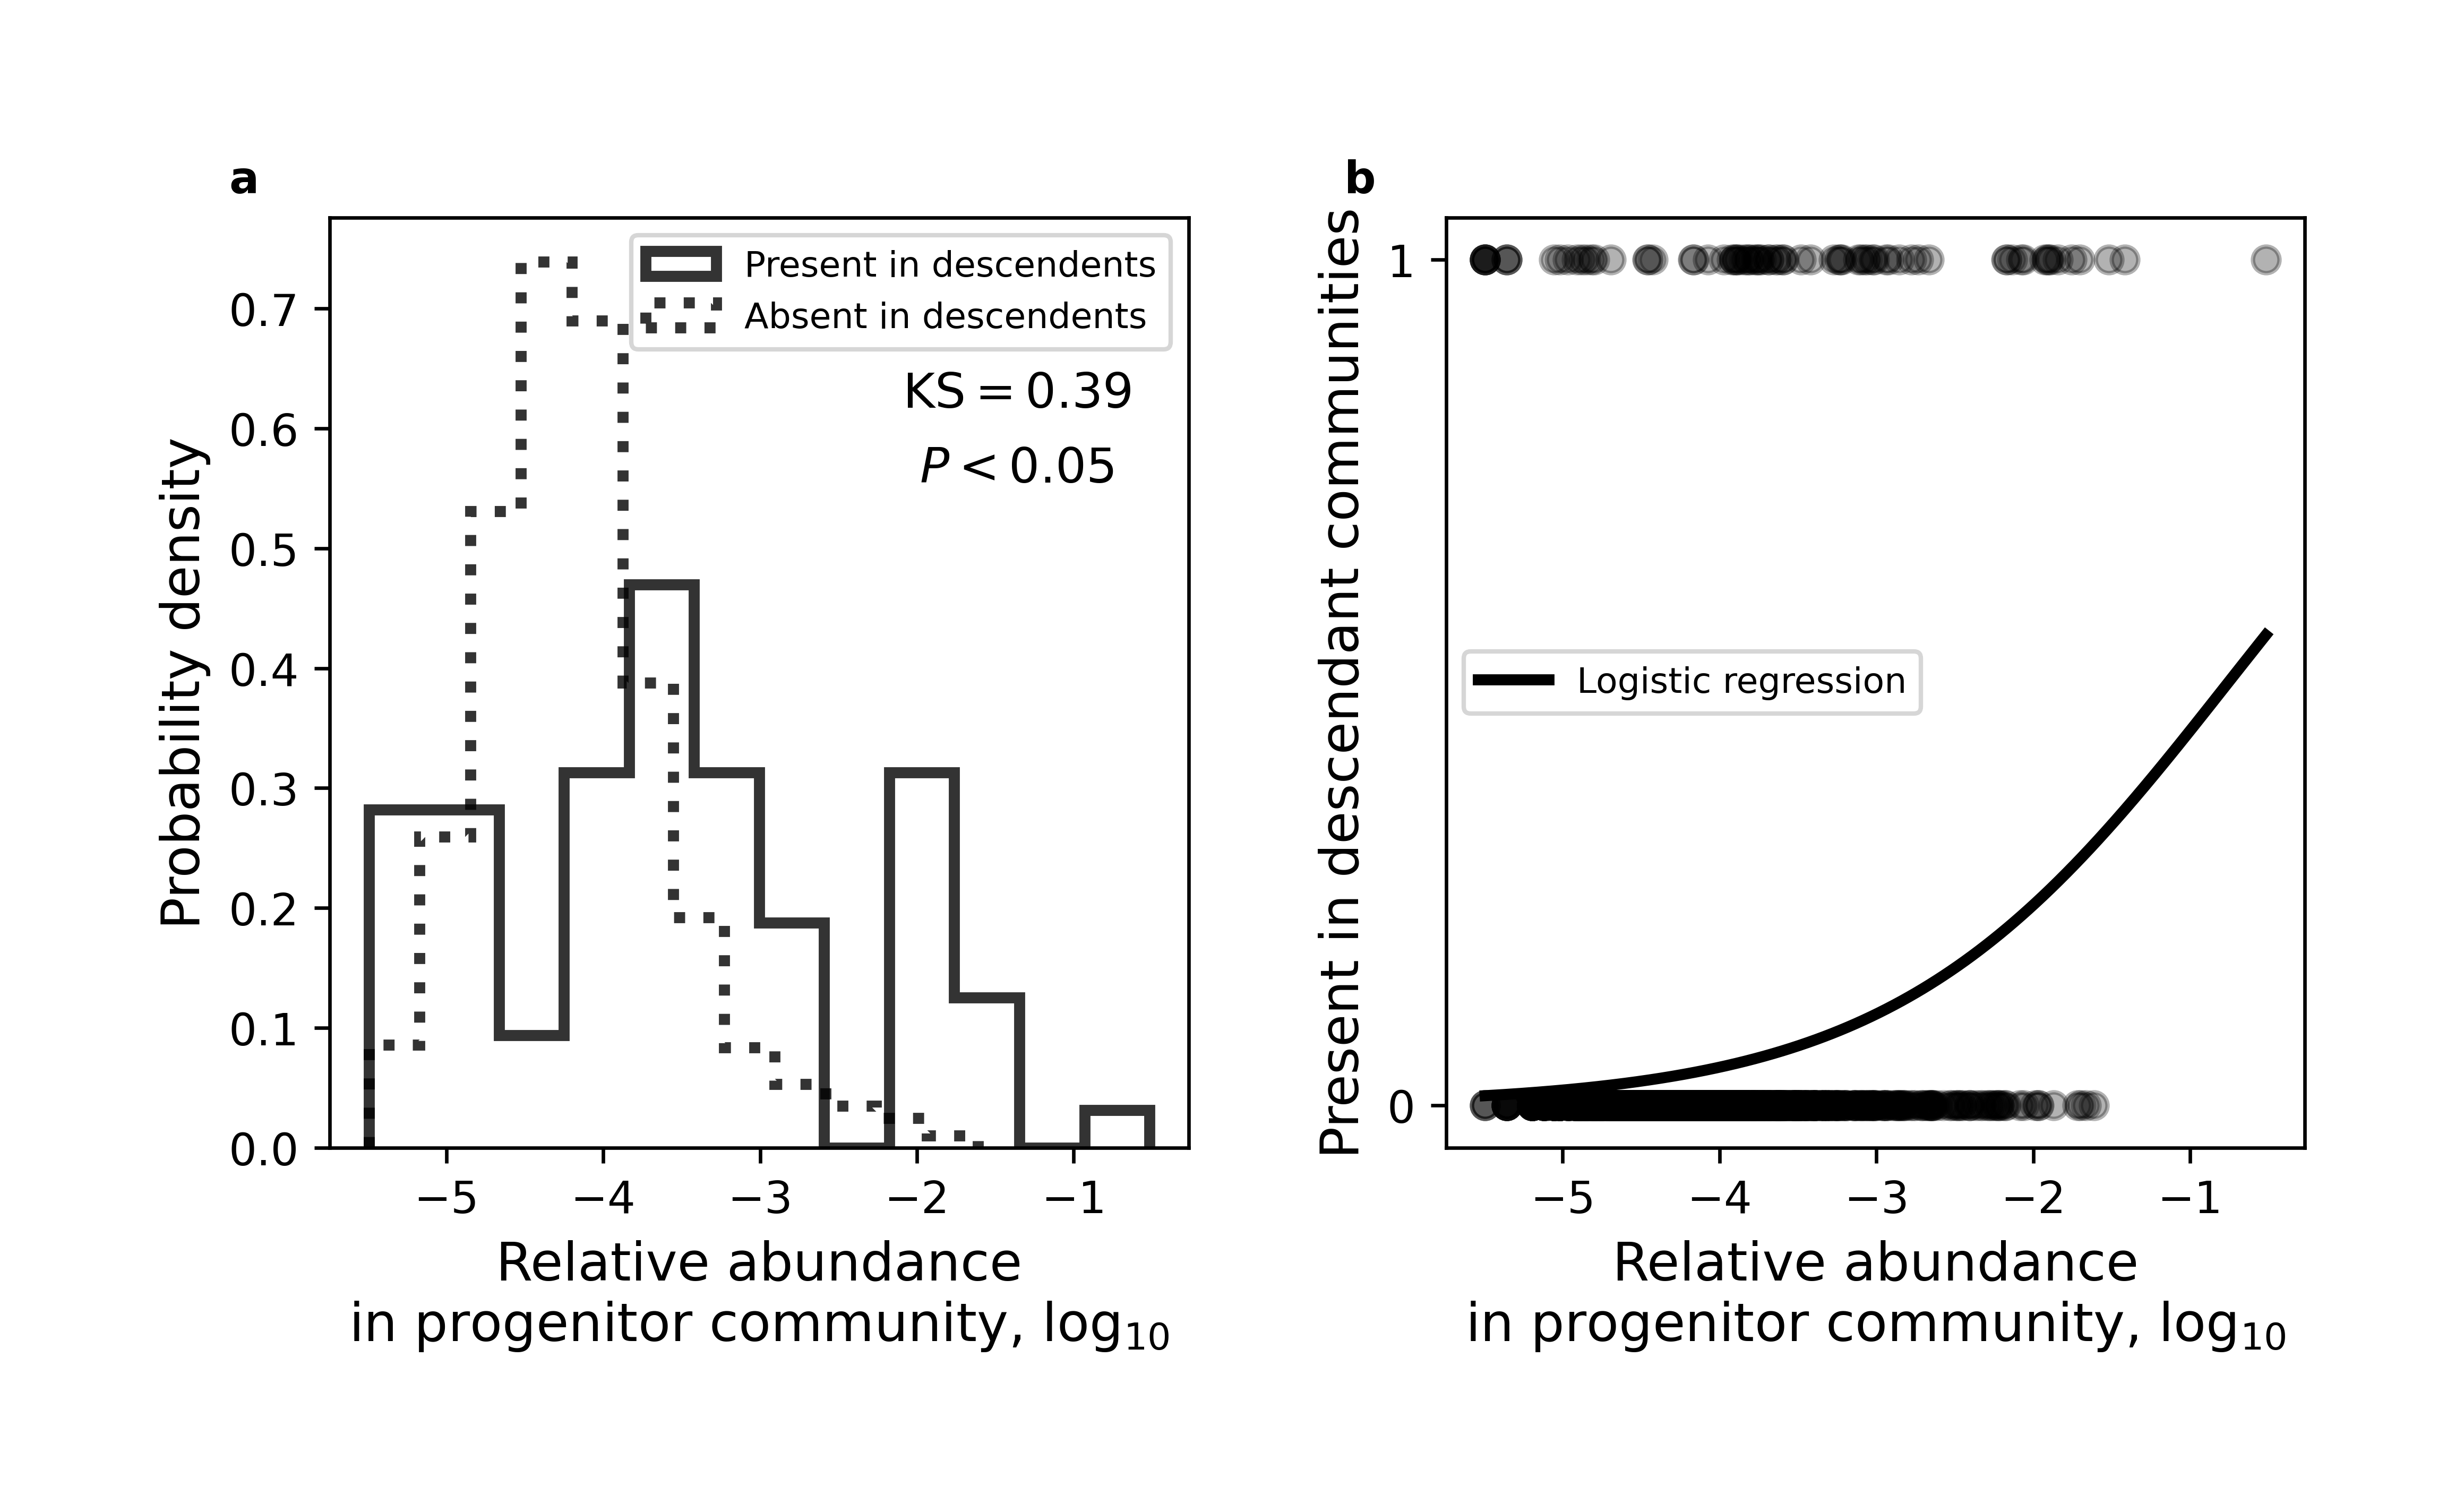 a
Present in descendents
Absent in descendents
KS = 0.39
P < 0.05
Probability density
0.7
0.6
0.5
0.4
0.3
0.2
0.1
0.0
−5 −4 −3 −2 −1
Relative abundance
in progenitor community, log₁₀
b
Present in descendant communities
1
0
Logistic regression
−5 −4 −3 −2 −1
Relative abundance
in progenitor community, log₁₀